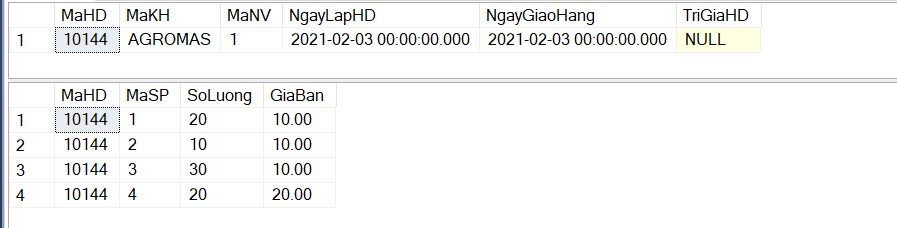 MaHD MaKH MaNV NgayLapHD NgayGiaoHang TriGiaHD
1 10144 AGROMAS 1 2021-02-03 00:00:00.000 2021-02-03 00:00:00.000 NULL
MaHD MaSP SoLuong GiaBan
1 10144 1 20 10.00
2 10144 2 10 10.00
3 10144 3 30 10.00
4 10144 4 20 20.00